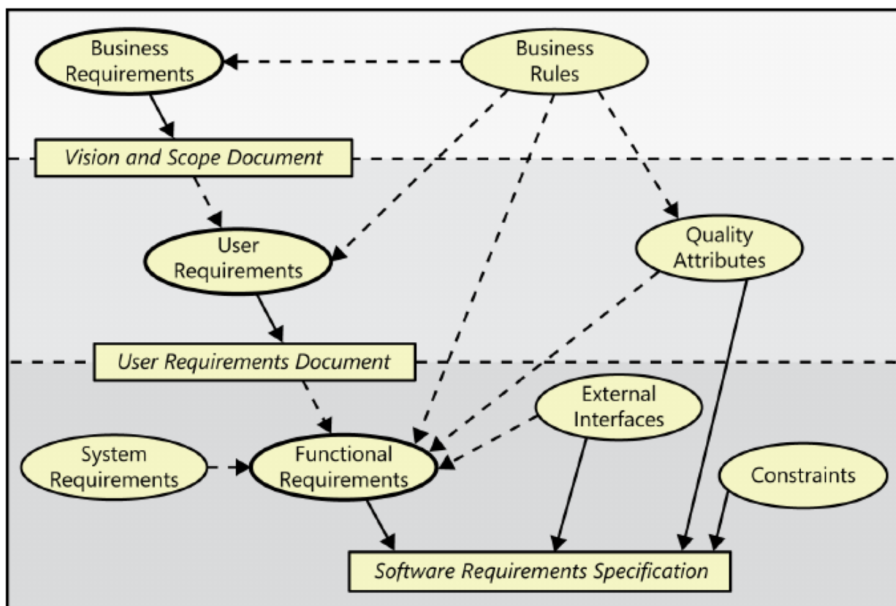 Business
Requirements
Business
Rules
Vision and Scope Document
User
Requirements
Quality
Attributes
User Requirements Document
External
Interfaces
System
Requirements
Functional
Requirements
Constraints
Software Requirements Specification